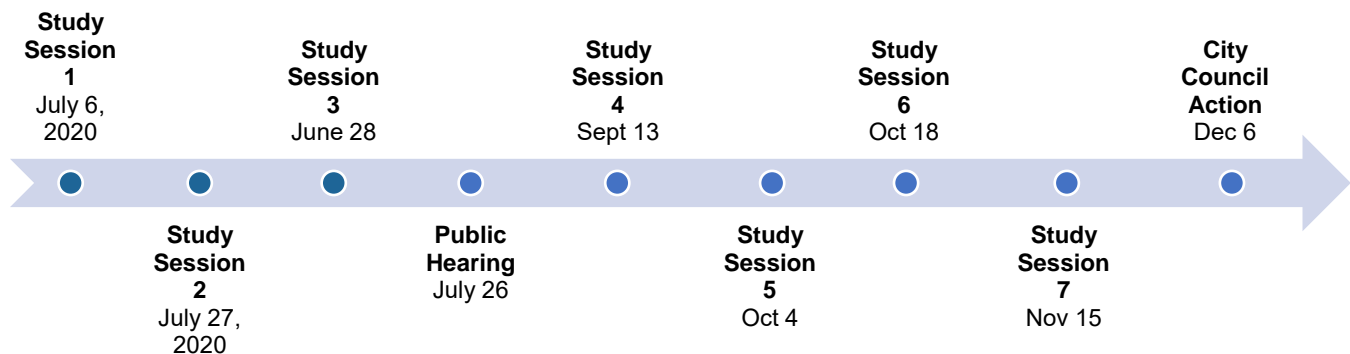 Study
Session
1
July 6,
2020
Study
Session
2
July 27,
2020
Study
Session
3
June 28
Public
Hearing
July 26
Study
Session
4
Sept 13
Study
Session
5
Oct 4
Study
Session
6
Oct 18
Study
Session
7
Nov 15
City
Council
Action
Dec 6